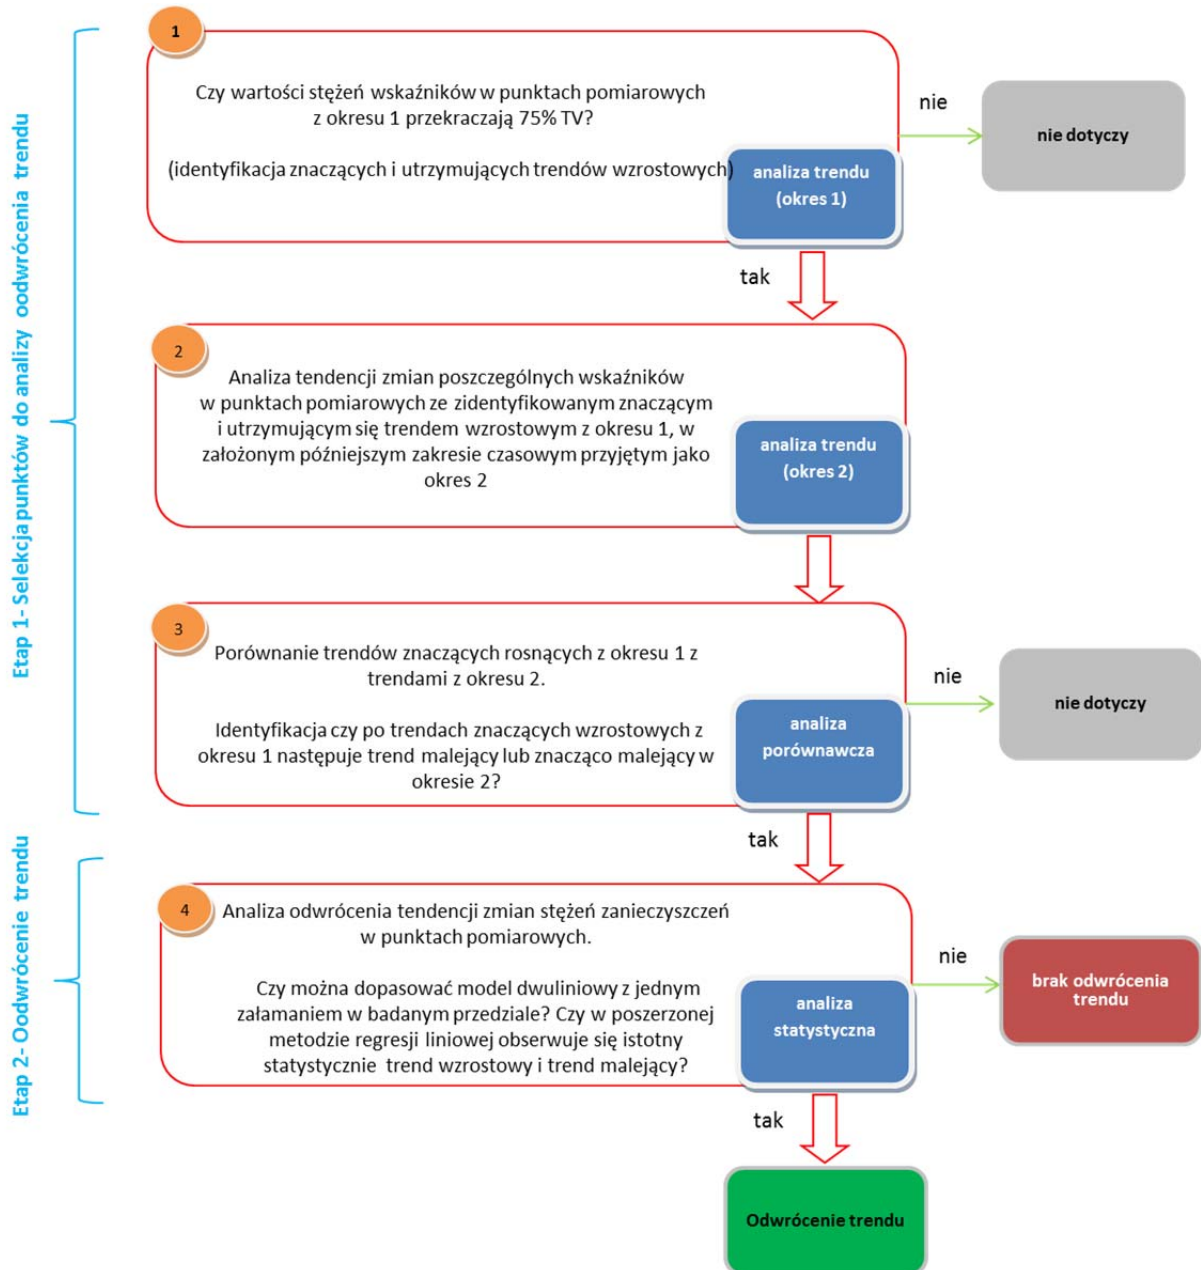 Etap 1- Selekcja punktów do analizy oodwrócenia trendu
1
Czy wartości stężeń wskaźników w punktach pomiarowych
z okresu 1 przekraczają 75% TV?
(identyfikacja znaczących i utrzymujących trendów wzrostowych)
analiza trendu
(okres 1)
nie
nie dotyczy
tak
2
Analiza tendencji zmian poszczególnych wskaźników
w punktach pomiarowych ze zidentyfikowanym znaczącym
i utrzymującym się trendem wzrostowym z okresu 1, w
założonym późniejszym zakresie czasowym przyjętym jako
okres 2
analiza trendu
(okres 2)
3
Porównanie trendów znaczących rosnących z okresu 1 z
trendami z okresu 2.
Identyfikacja czy po trendach znaczących wzrostowych z
okresu 1 następuje trend malejący lub znacząco malejący w
okresie 2?
analiza
porównawcza
nie
nie dotyczy
tak
Etap 2- Oodwrócenie trendu
4
Analiza odwrócenia tendencji zmian stężeń zanieczyszczeń
w punktach pomiarowych.
Czy można dopasować model dwuliniowy z jednym
załamaniem w badanym przedziale? Czy w poszerzonej
metodzie regresji liniowej obserwuje się istotny
statystycznie trend wzrostowy i trend malejący?
analiza
statystyczna
nie
brak odwrócenia
trendu
tak
Odwrócenie trendu